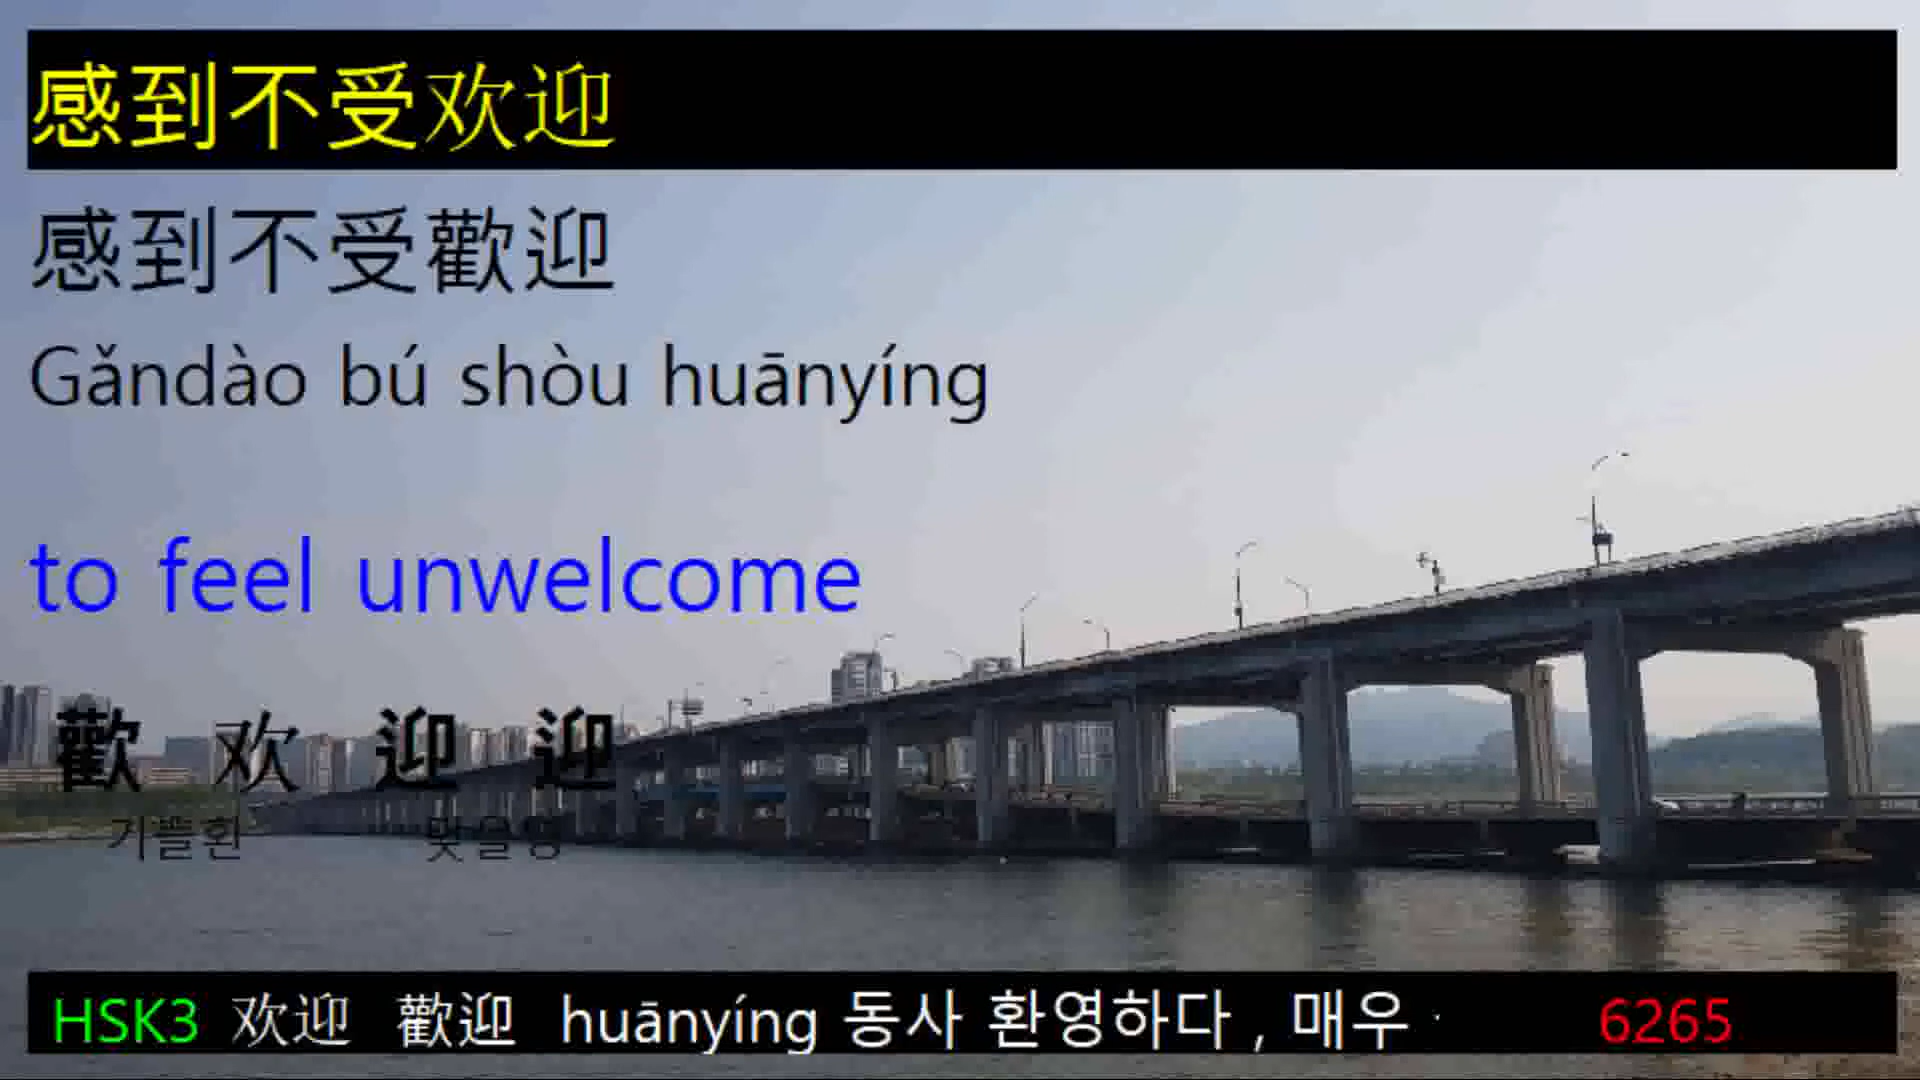 感到不受欢迎
感到不受歡迎
Gǎndào bú shòu huānyíng
to feel unwelcome
歡 欢 迎 迎
기쁠환 맞을영
HSK3 欢迎 歡迎 huānyíng 동사 환영하다 , 매우 · 6265